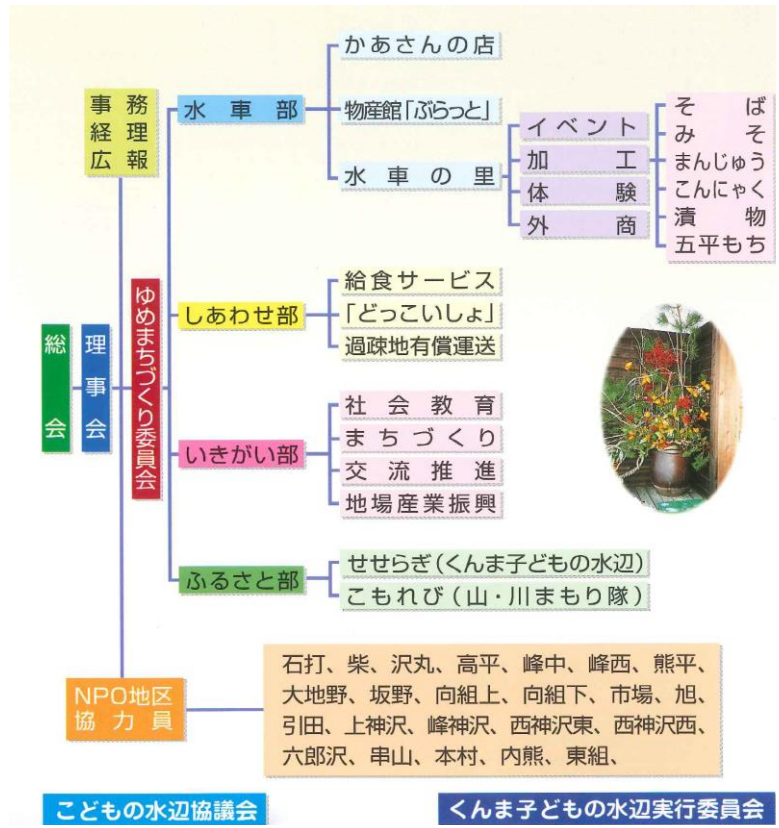 事務
経理
広報
総会
理事会
ゆめまちづくり委員会
水車部
かあさんの店
物産館「ぶらっと」
水車の里
イベント
加工
体験
外商
そば
みそ
まんじゅう
こんにゃく
漬物
五平もち
しあわせ部
給食サービス
「どっこいしょ」
過疎地有償運送
いきがい部
社会教育
まちづくり
交流推進
地場産業振興
ふるさと部
せせらぎ(くんま子どもの水辺)
こもれび(山・川まもり隊)
NPO地区
協力員
石打、柴、沢丸、高平、峰中、峰西、熊平、
大地野、坂野、向組上、向組下、市場、旭、
引田、上神沢、峰神沢、西神沢東、西神沢西、
六郎沢、串山、本村、内熊、東組、
こどもの水辺協議会
くんま子どもの水辺実行委員会